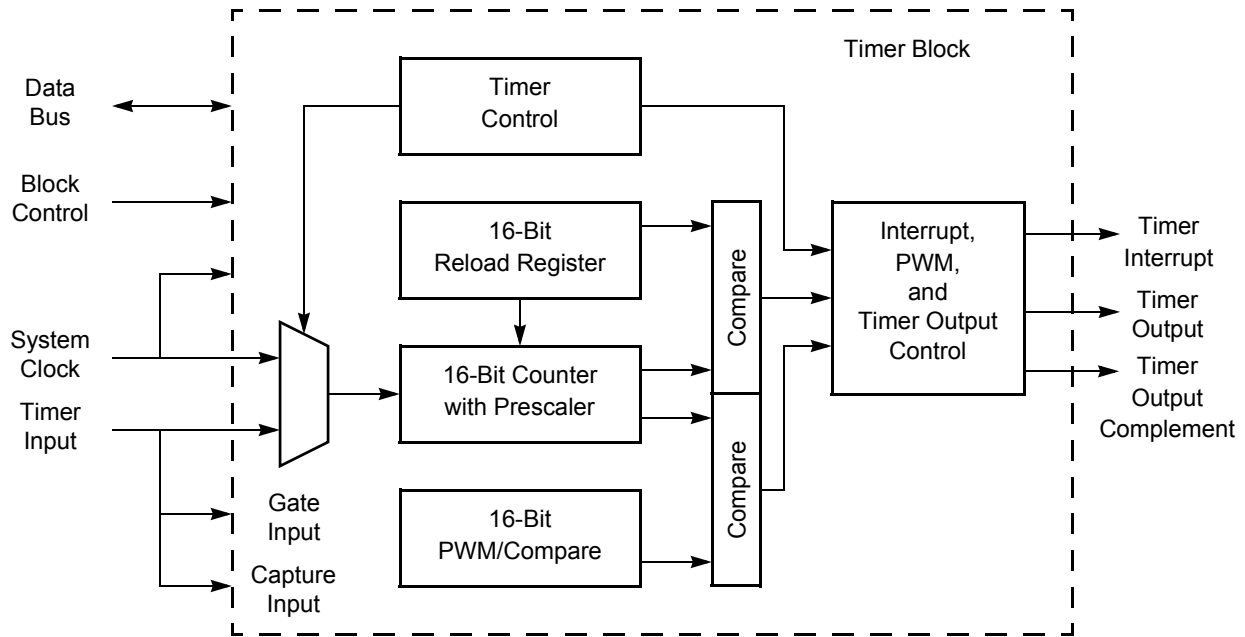 Timer Block
Data
Bus
Timer
Control
Block
Control
16-Bit
Reload Register
Compare
Interrupt,
PWM,
and
Timer Output
Control
Timer
Interrupt
Timer
Output
Timer
Output
Complement
System
Clock
16-Bit Counter
with Prescaler
Timer
Input
Compare
Gate
Input
16-Bit
PWM/Compare
Capture
Input